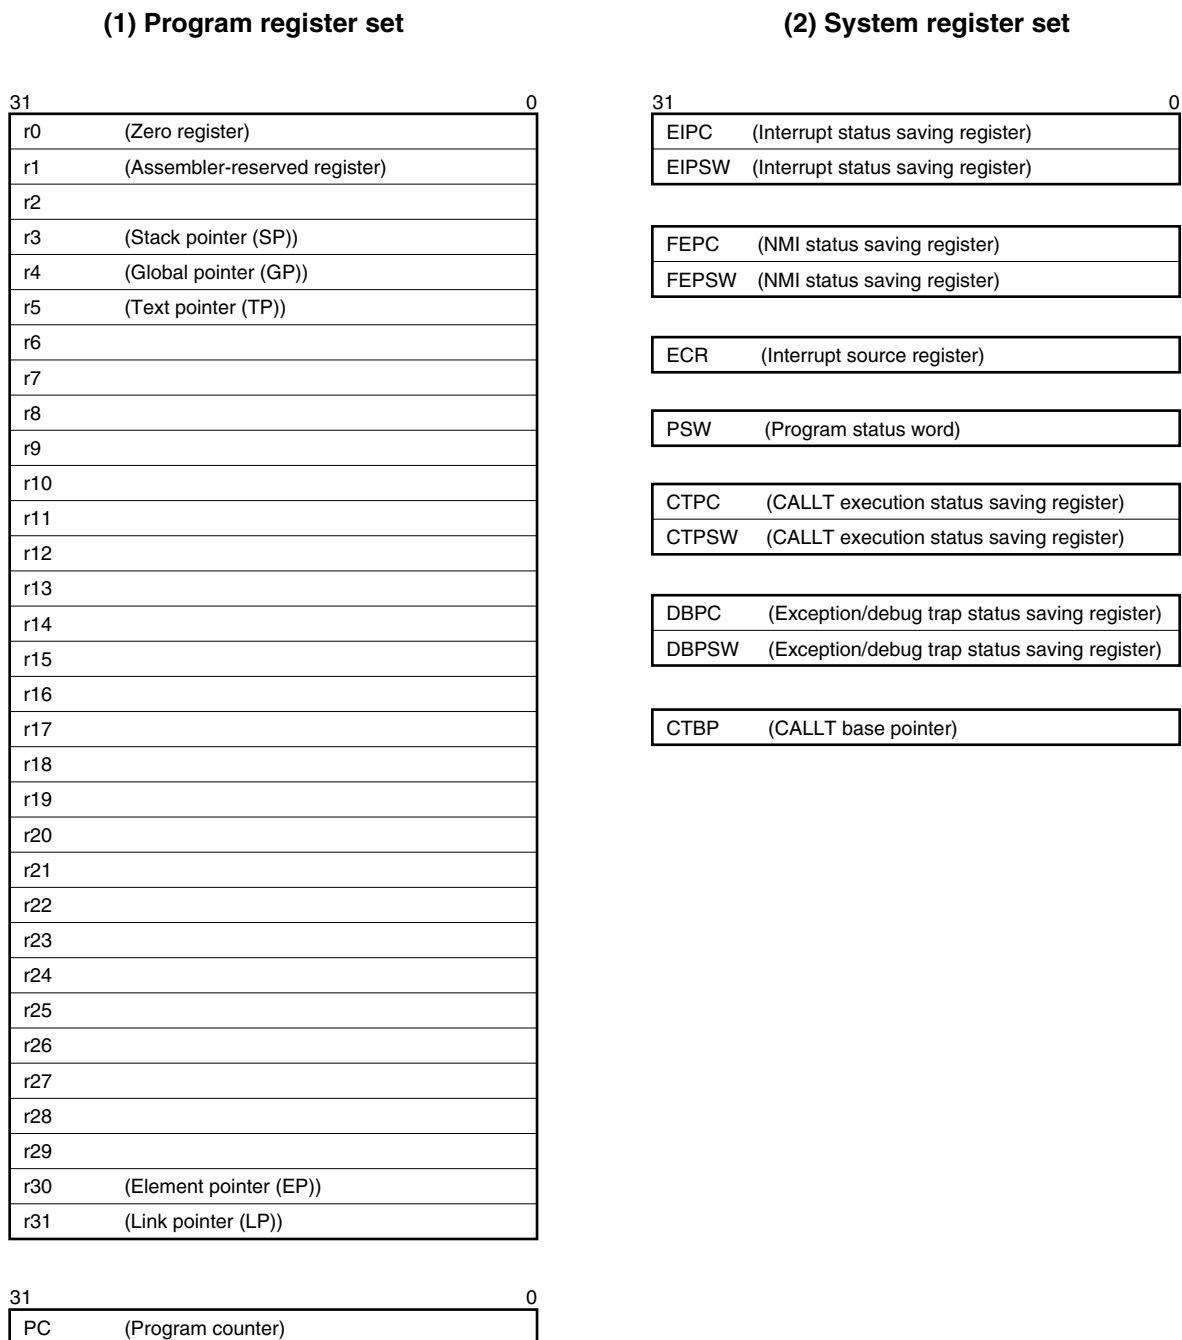 (1) Program register set
31 0
r0 (Zero register)
r1 (Assembler-reserved register)
r2
r3 (Stack pointer (SP))
r4 (Global pointer (GP))
r5 (Text pointer (TP))
r6
r7
r8
r9
r10
r11
r12
r13
r14
r15
r16
r17
r18
r19
r20
r21
r22
r23
r24
r25
r26
r27
r28
r29
r30 (Element pointer (EP))
r31 (Link pointer (LP))
31 0
PC (Program counter)
(2) System register set
31 0
EIPC (Interrupt status saving register)
EIPSW (Interrupt status saving register)
FEPC (NMI status saving register)
FEPSW (NMI status saving register)
ECR (Interrupt source register)
PSW (Program status word)
CTPC (CALLT execution status saving register)
CTPSW (CALLT execution status saving register)
DBPC (Exception/debug trap status saving register)
DBPSW (Exception/debug trap status saving register)
CTBP (CALLT base pointer)